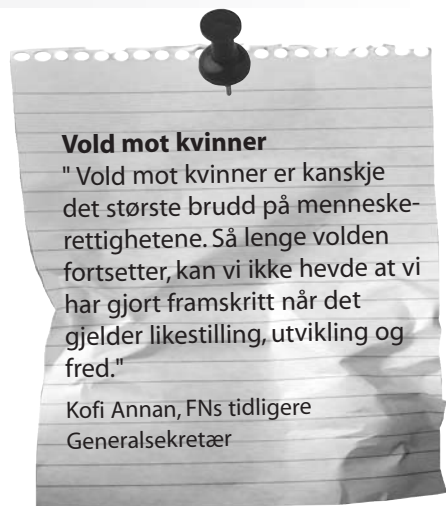 Vold mot kvinner
" Vold mot kvinner er kanskje
det største brudd på menneske-
rettighetene. Så lenge volden
fortsetter, kan vi ikke hevde at vi
har gjort framskritt når det
gjelder likestilling, utvikling og
fred."
Kofi Annan, FNs tidligere
Generalsekretær